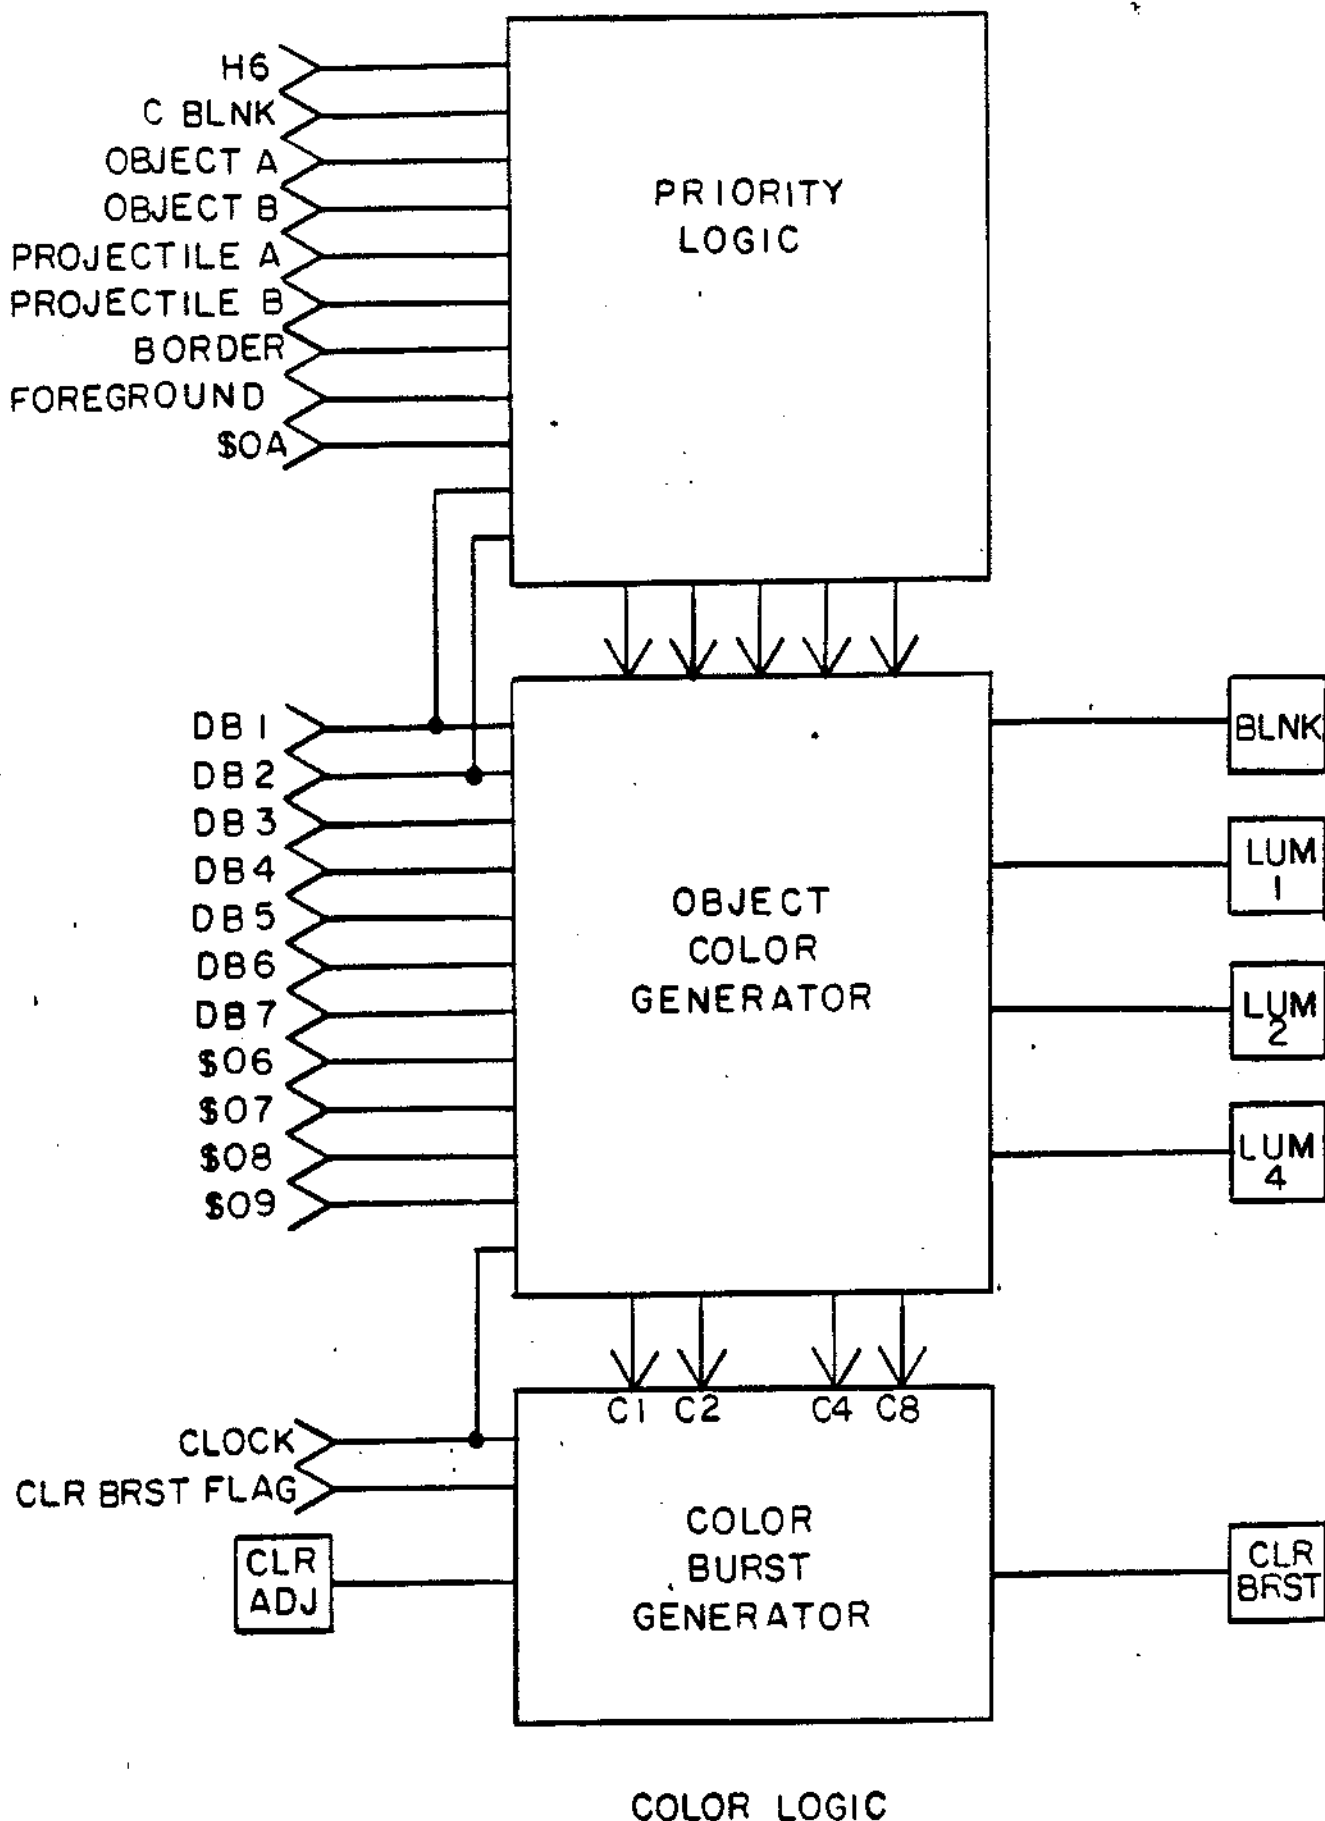 H6
C BLNK
OBJECT A
OBJECT B
PROJECTILE A
PROJECTILE B
BORDER
FOREGROUND
$0A
PRIORITY
LOGIC
DB1
DB2
DB3
DB4
DB5
DB6
DB7
$06
$07
$08
$09
OBJECT
COLOR
GENERATOR
BLNK
LUM
1
LUM
2
LUM
4
C1 C2 C4 C8
CLOCK
CLR BRST FLAG
CLR
ADJ
COLOR
BURST
GENERATOR
CLR
BRST
COLOR LOGIC